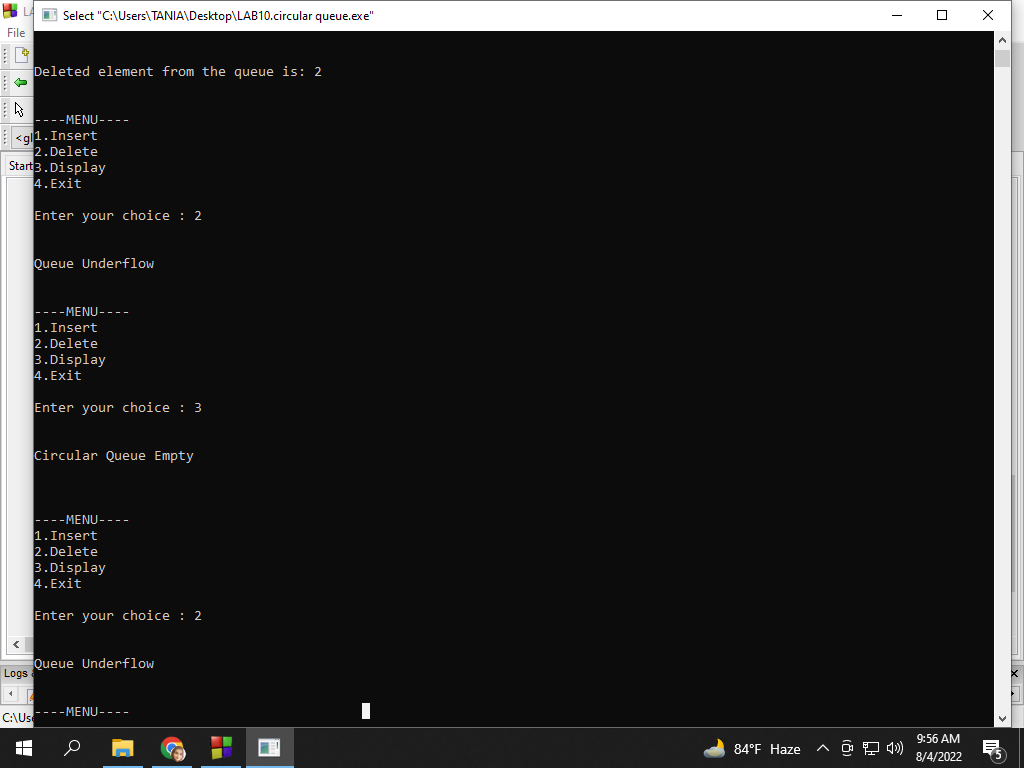 LA
Select "C:\Users\TANIA\Desktop\LAB10.circular queue.exe"
File
<gl
Start
Deleted element from the queue is: 2
----MENU----
1.Insert
2.Delete
3.Display
4.Exit
Enter your choice : 2
Queue Underflow
----MENU----
1.Insert
2.Delete
3.Display
4.Exit
Enter your choice : 3
Circular Queue Empty
----MENU----
1.Insert
2.Delete
3.Display
4.Exit
Enter your choice : 2
Queue Underflow
----MENU----
Logs
C:\Use
84°F Haze
9:56 AM
8/4/2022
5